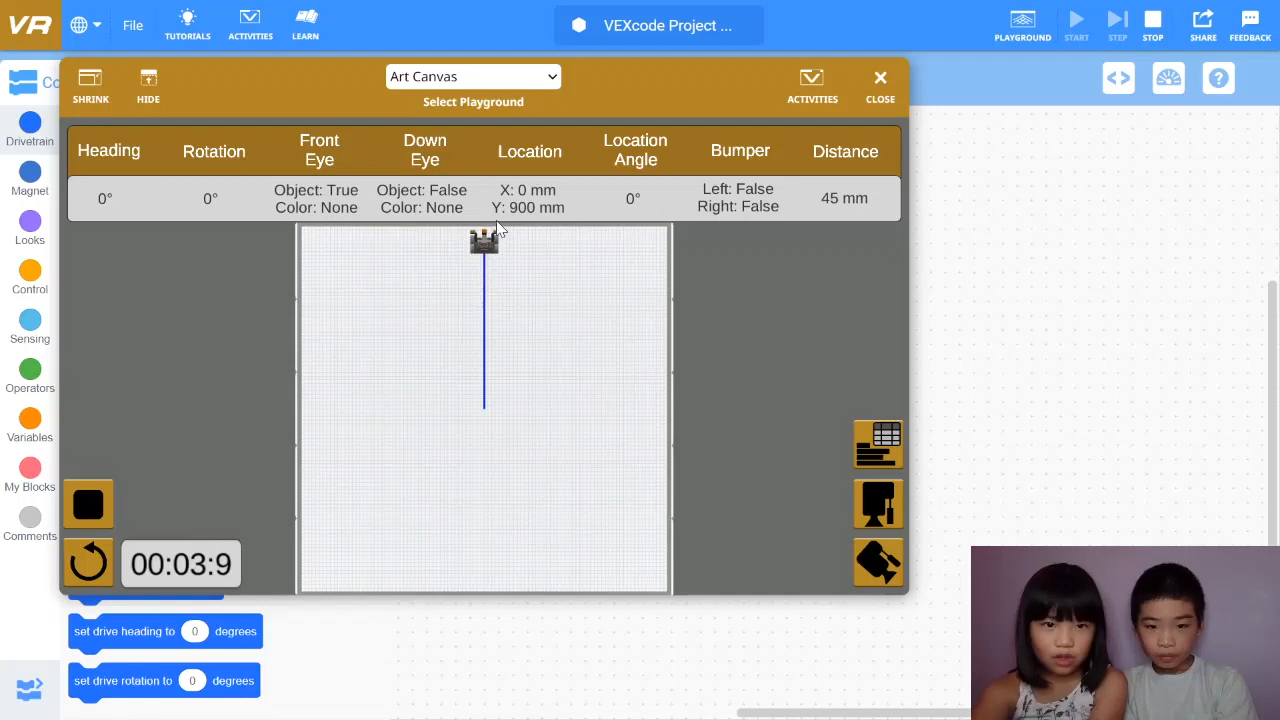 VR
File
TUTORIALS
ACTIVITIES
LEARN
VEXcode Project ...
PLAYGROUND
START
STEP
STOP
SHARE
FEEDBACK
Co
SHRINK
HIDE
Art Canvas
Select Playground
ACTIVITIES
CLOSE
Heading
Rotation
Front
Eye
Down
Eye
Location
Location
Angle
Bumper
Distance
0°
0°
Object: True
Color: None
Object: False
Color: None
X: 0 mm
Y: 900 mm
0°
Left: False
Right: False
45 mm
Drivetrain
Magnet
Looks
Control
Sensing
Operators
Variables
My Blocks
Comments
00:03:9
set drive heading to 0 degrees
set drive rotation to 0 degrees